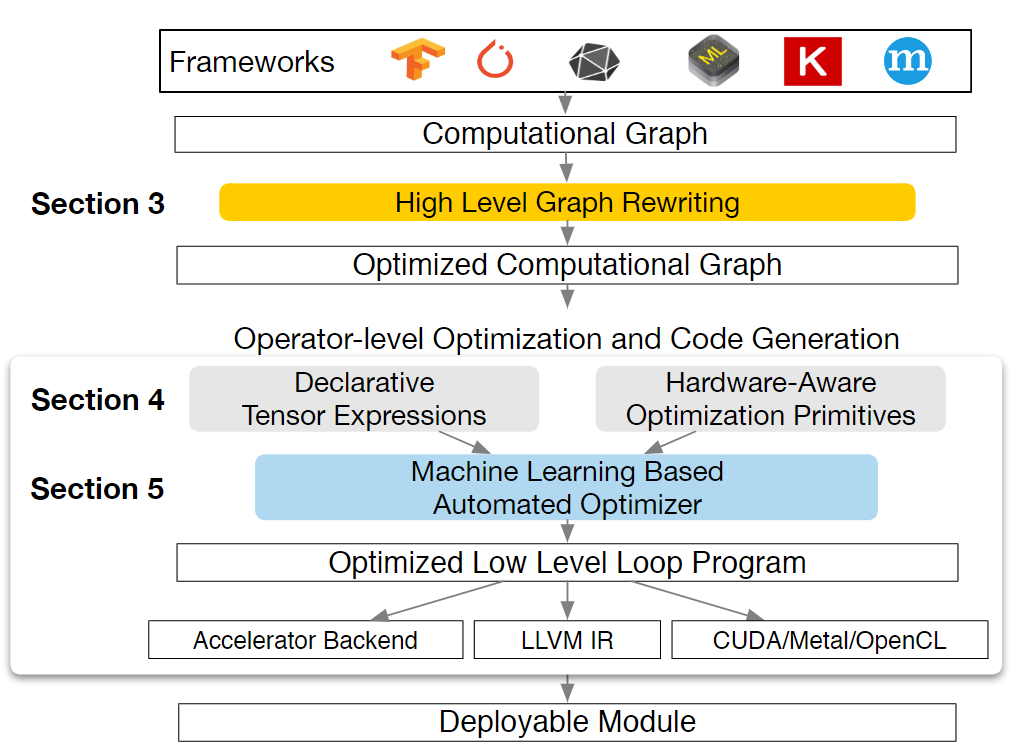 Frameworks
ML
K
m
Computational Graph
Section 3
High Level Graph Rewriting
Optimized Computational Graph
Operator-level Optimization and Code Generation
Section 4
Declarative
Tensor Expressions
Hardware-Aware
Optimization Primitives
Section 5
Machine Learning Based
Automated Optimizer
Optimized Low Level Loop Program
Accelerator Backend
LLVM IR
CUDA/Metal/OpenCL
Deployable Module